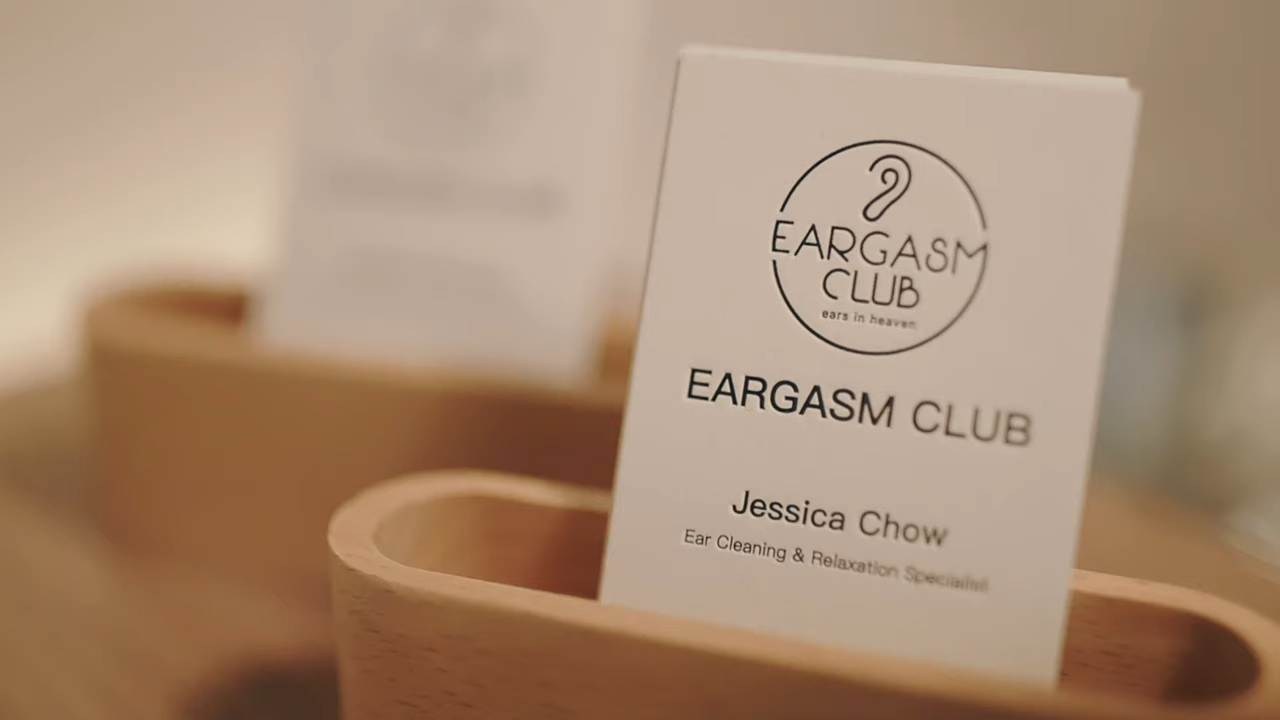 EARGASM
CLUB
ears in heaven
EARGASM CLUB
Jessica Chow
Ear Cleaning & Relaxation Specialist